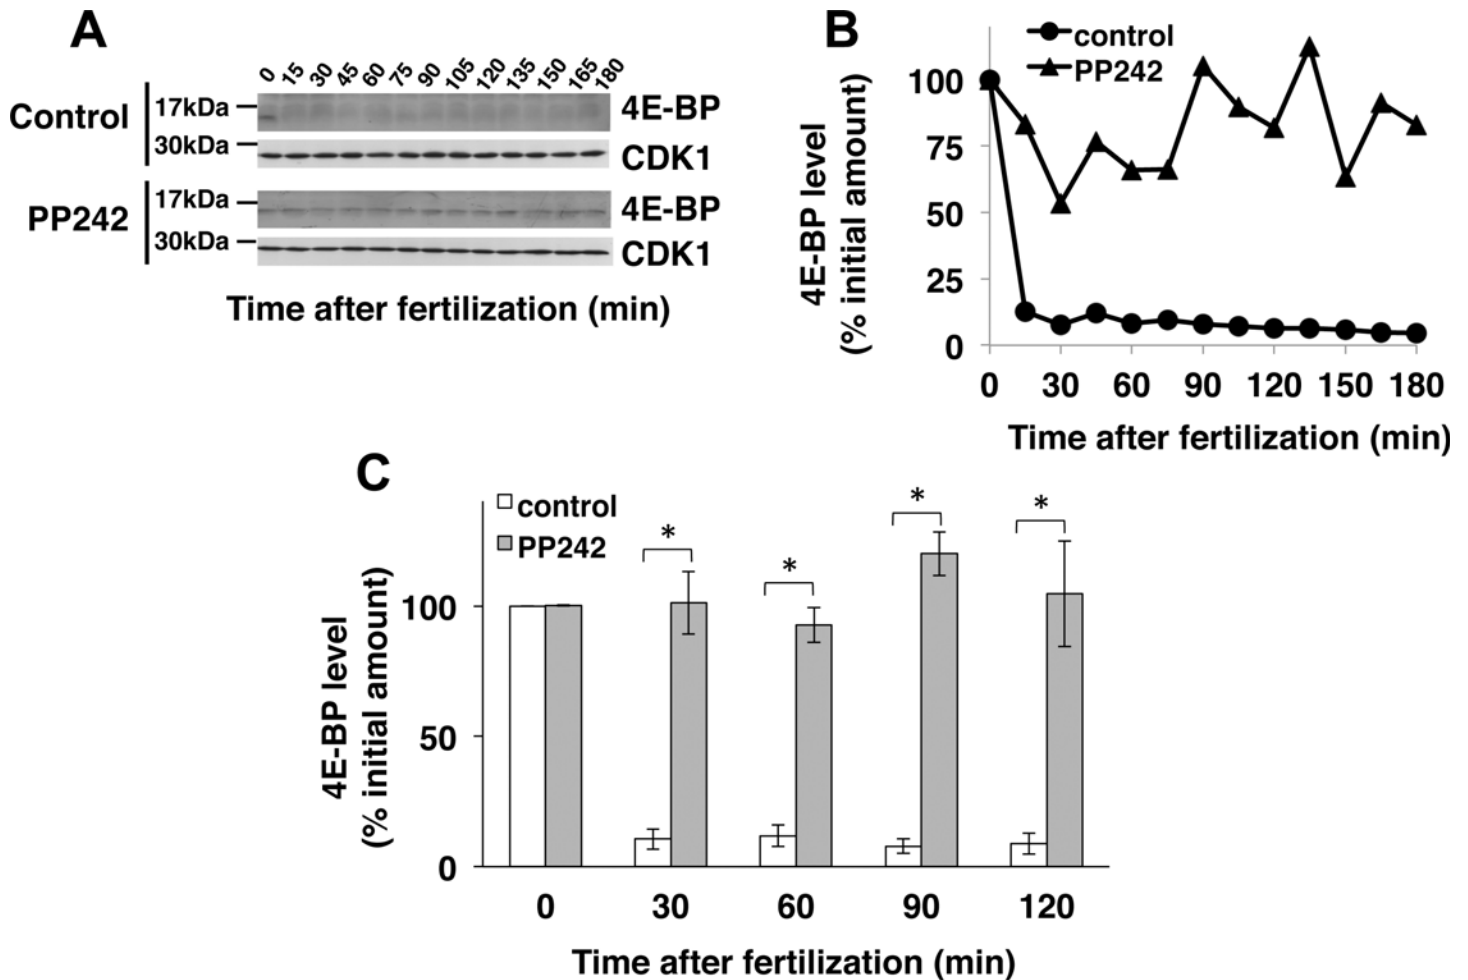 A
0 15 30 45 60 75 90 105 120 135 150 165 180
Control
17kDa
4E-BP
30kDa
CDK1
PP242
17kDa
4E-BP
30kDa
CDK1
Time after fertilization (min)
B
control
PP242
4E-BP level
(% initial amount)
100
75
50
25
0
0 30 60 90 120 150 180
Time after fertilization (min)
C
control
PP242
4E-BP level
(% initial amount)
100
50
0
* * * *
0 30 60 90 120
Time after fertilization (min)